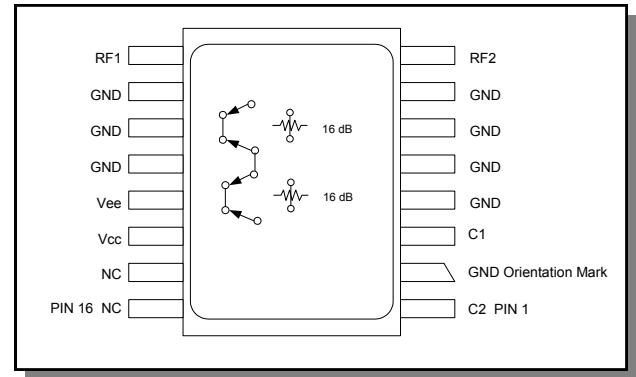 RF1 RF2
GND GND
GND 16 dB GND
GND GND
Vee 16 dB GND
Vcc C1
NC GND Orientation Mark
PIN 16 NC C2 PIN 1